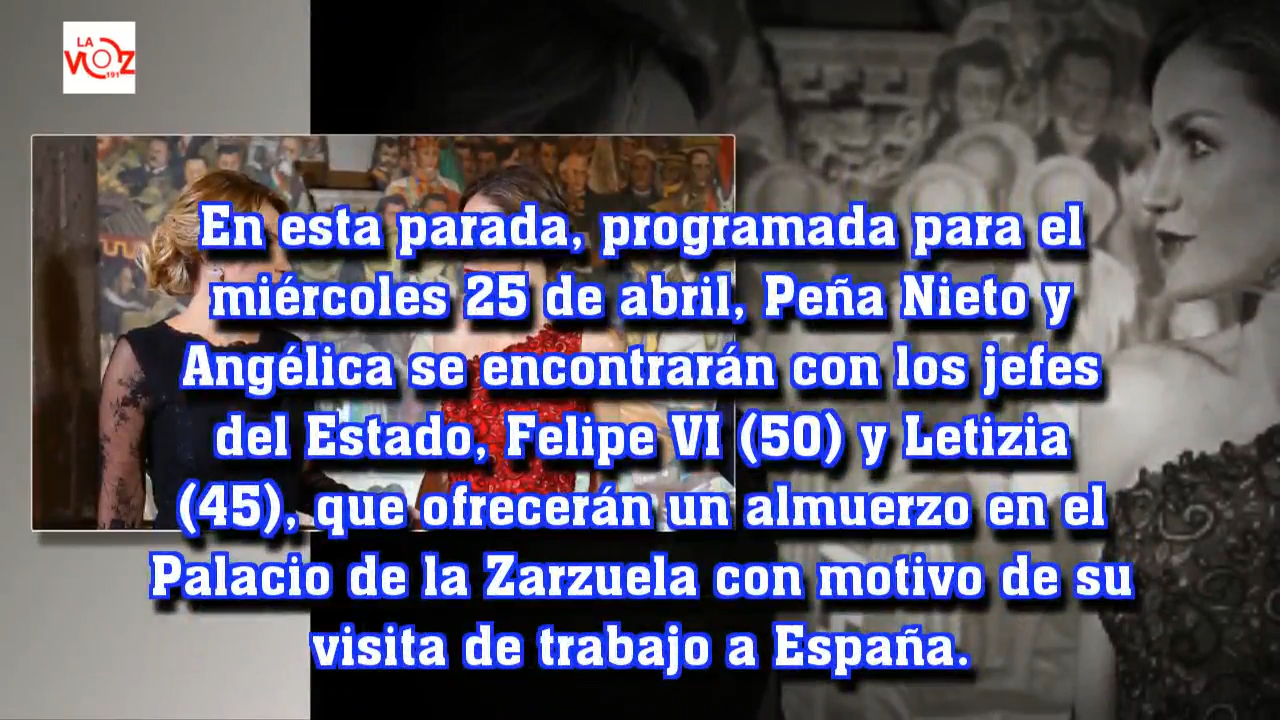 LA
VOZ
191
En esta parada, programada para el
miércoles 25 de abril, Peña Nieto y
Angélica se encontrarán con los jefes
del Estado, Felipe VI (50) y Letizia
(45), que ofrecerán un almuerzo en el
Palacio de la Zarzuela con motivo de su
visita de trabajo a España.